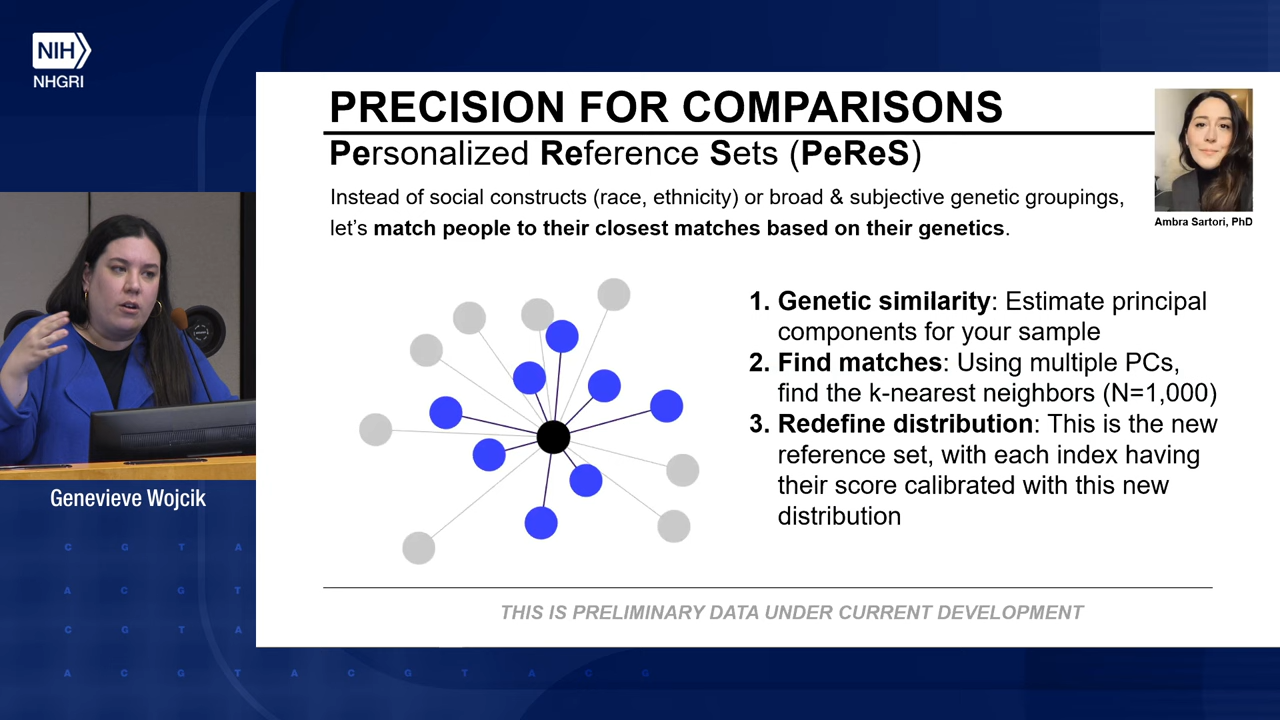 NIH
NHGRI
PRECISION FOR COMPARISONS
Personalized Reference Sets (PeReS)
Instead of social constructs (race, ethnicity) or broad & subjective genetic groupings,
let's match people to their closest matches based on their genetics.
Ambra Sartori, PhD
1. Genetic similarity: Estimate principal
components for your sample
2. Find matches: Using multiple PCs,
find the k-nearest neighbors (N=1,000)
3. Redefine distribution: This is the new
reference set, with each index having
their score calibrated with this new
distribution
THIS IS PRELIMINARY DATA UNDER CURRENT DEVELOPMENT
Genevieve Wojcik
C G T A
A C G T
C G T A
A C G T A C G T A C G